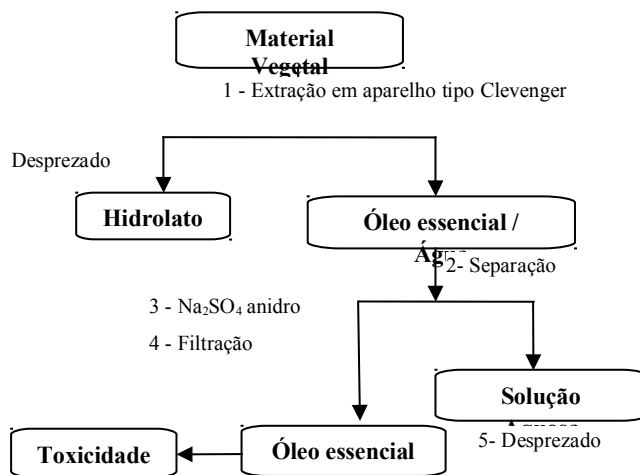 Material
Vegetal
1 - Extração em aparelho tipo Clevenger
Desprezado
Hidrolato
Óleo essencial /
2- Separação
3 - Na₂SO₄ anidro
4 - Filtração
Solução
5- Desprezado
Toxicidade
Óleo essencial